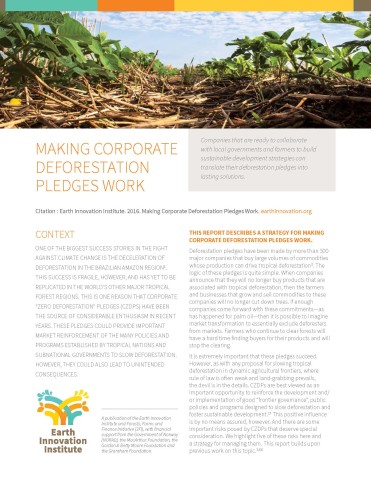 MAKING CORPORATE
DEFORESTATION
PLEDGES WORK
Companies that are ready to collaborate
with local governments and farmers to build
sustainable development strategies can
translate their deforestation pledges into
lasting solutions.
Citation : Earth Innovation Institute. 2016. Making Corporate Deforestation Pledges Work. earthinnovation.org
CONTEXT
ONE OF THE BIGGEST SUCCESS STORIES IN THE FIGHT
AGAINST CLIMATE CHANGE IS THE DECELERATION OF
DEFORESTATION IN THE BRAZILIAN AMAZON REGION.
THIS SUCCESS IS FRAGILE, HOWEVER, AND HAS YET TO BE
REPLICATED IN THE WORLD'S OTHER MAJOR TROPICAL
FOREST REGIONS. THIS IS ONE REASON THAT CORPORATE
"ZERO DEFORESTATION" PLEDGES (CZDPS) HAVE BEEN
THE SOURCE OF CONSIDERABLE ENTHUSIASM IN RECENT
YEARS. THESE PLEDGES COULD PROVIDE IMPORTANT
MARKET REINFORCEMENT OF THE MANY POLICIES AND
PROGRAMS ESTABLISHED BY TROPICAL NATIONS AND
SUBNATIONAL GOVERNMENTS TO SLOW DEFORESTATION.
HOWEVER, THEY COULD ALSO LEAD TO UNINTENDED
CONSEQUENCES.
Earth
Innovation
Institute
A publication of the Earth Innovation
Institute and Forests, Farms and
Finance Initiative (3FI), with financial
support from the Government of Norway
(NORAD), the Moore Foundation, the
Gordon & Betty Moore Foundation and
the Grantham Foundation.
THIS REPORT DESCRIBES A STRATEGY FOR MAKING
CORPORATE DEFORESTATION PLEDGES WORK.
Deforestation pledges have been made by more than 300
major companies that buy large volumes of commodities
whose production can drive tropical deforestation. The
logic of these pledges is quite simple. When companies
announce that they will no longer buy products that are
associated with tropical deforestation, then the farmers
and businesses that grow and sell commodities to these
companies will no longer cut down trees. If enough
companies come forward with these commitments—as
has happened for palm oil—then it is possible to imagine
market transformation to essentially exclude deforesters
from markets. Farmers who continue to clear forests will
have a hard time finding buyers for their products and will
stop the clearing.
It is extremely important that these pledges succeed.
However, as with any proposal for slowing tropical
deforestation in dynamic agricultural frontiers, where
rule of law is often weak and land-grabbing prevails,
the devil is in the details. CZDPs are best viewed as an
important opportunity to reinforce the development and/
or implementation of good "frontier governance", public
policies and programs designed to slow deforestation and
foster sustainable development. This positive influence
is by no means assured, however. And there are some
important risks posed by CZDPs that deserve special
consideration. We highlight five of these risks here and
a strategy for managing them. This report builds upon
previous work on this topic.